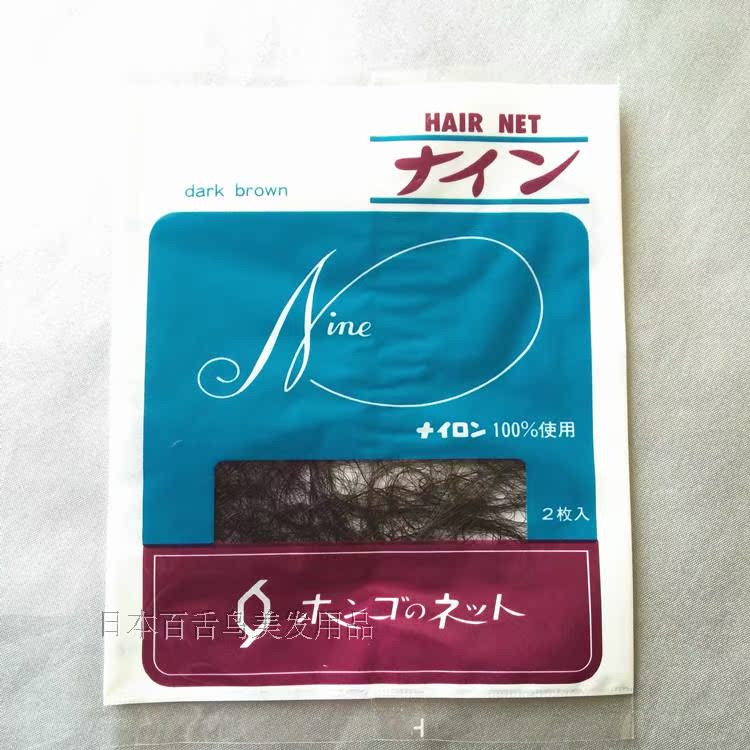 HAIR NET
ナイン
dark brown
Nine
ナイロン 100%使用
2枚入
ホンゴのネット
日本百舌鸟美发用品